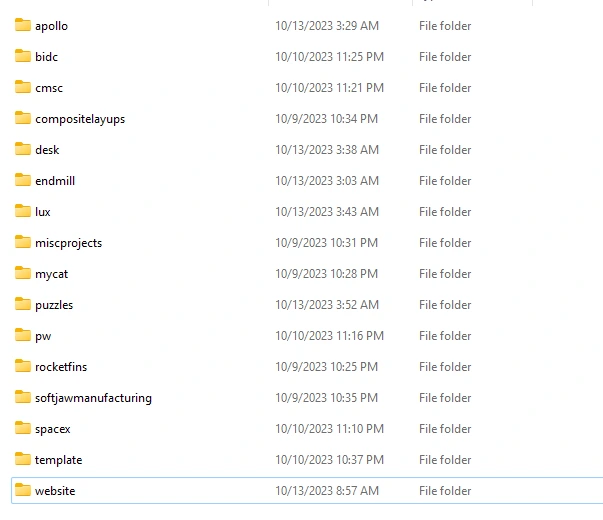 apollo 10/13/2023 3:29 AM File folder
bidc 10/10/2023 11:25 PM File folder
cmsc 10/10/2023 11:21 PM File folder
compositelayups 10/9/2023 10:34 PM File folder
desk 10/13/2023 3:38 AM File folder
endmill 10/13/2023 3:03 AM File folder
lux 10/13/2023 3:43 AM File folder
miscprojects 10/9/2023 10:31 PM File folder
mycat 10/9/2023 10:28 PM File folder
puzzles 10/13/2023 3:52 AM File folder
pw 10/10/2023 11:16 PM File folder
rocketfins 10/9/2023 10:25 PM File folder
softjawmanufacturing 10/9/2023 10:35 PM File folder
spacex 10/10/2023 11:10 PM File folder
template 10/10/2023 10:37 PM File folder
website 10/13/2023 8:57 AM File folder